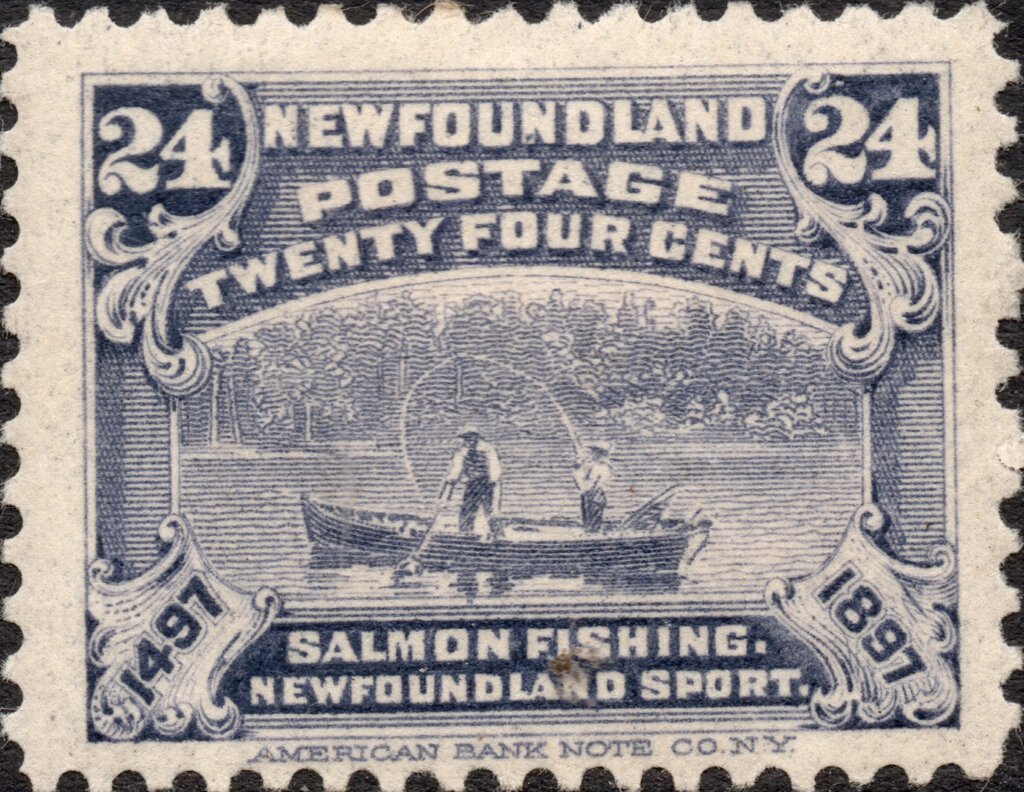 24 NEWFOUNDLAND 24
POSTAGE
TWENTY FOUR CENTS
1497 1897
SALMON FISHING.
NEWFOUNDLAND SPORT.
AMERICAN BANK NOTE CO. N.Y.